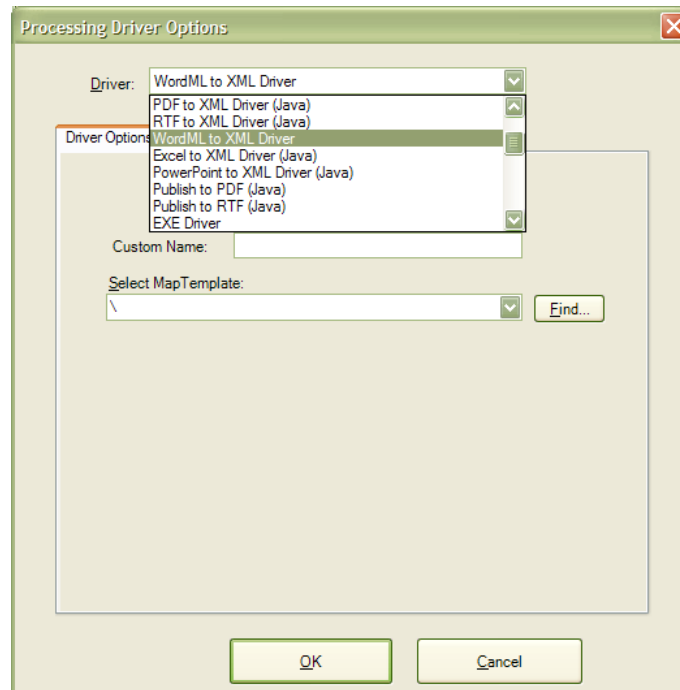 Processing Driver Options
Driver: WordML to XML Driver
PDF to XML Driver (Java)
RTF to XML Driver (Java)
Driver Options WordML to XML Driver
Excel to XML Driver (Java)
PowerPoint to XML Driver (Java)
Publish to PDF (Java)
Publish to RTF (Java)
EXE Driver
Custom Name:
Select MapTemplate:
\ Find...
OK Cancel